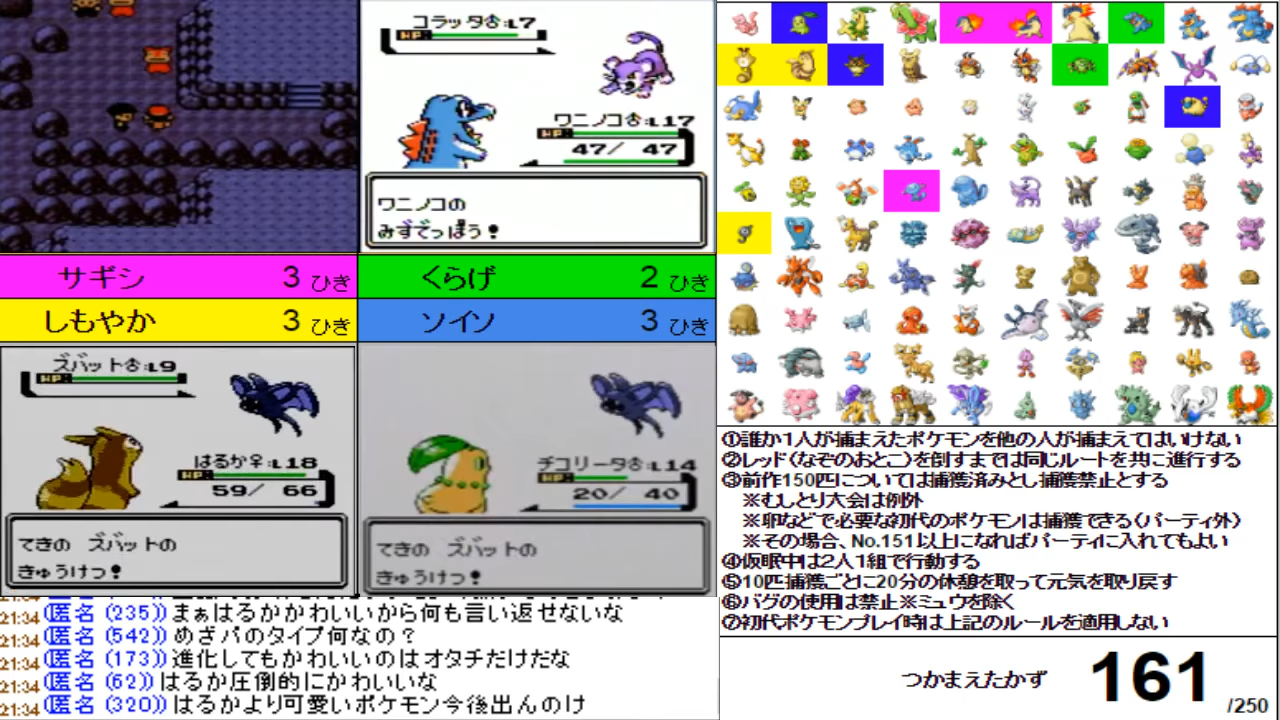 コラッタ♂:L7
HP:
ワニノコ♂:L17
HP:
47/ 47
ワニノコの
みずでっぽう!
サギシ 3 ひき
くらげ 2 ひき
しもやか 3 ひき
ソイソ 3 ひき
ズバット♂:L9
HP:
はるか♀:L18
HP:
59/ 66
てきの ズバットの
きゅうけつ!
チコリータ♂:L14
HP:
20/ 40
てきの ズバットの
きゅうけつ!
21:34 (匿名 (235)) まぁはるかかわいいから何も言い返せないな
21:34 (匿名 (542)) めざパのタイプ何なの?
21:34 (匿名 (173)) 進化してもかわいいのはオタチだけだな
21:34 (匿名 (62)) はるか圧倒的にかわいいな
21:34 (匿名 (320)) はるかより可愛いポケモン今後出んのけ
①誰か1人が捕まえたポケモンを他の人が捕まえてはいけない
②レッド(なぞのおとこ)を倒すまでは同じルートを共に進行する
③前作150匹については捕獲済みとし捕獲禁止とする
※むしとり大会は例外
※卵などで必要な初代のポケモンは捕獲できる(パーティ外)
※その場合、No.151以上になればパーティに入れてもよい
④仮眠中は2人1組で行動する
⑤10匹捕獲ごとに20分の休憩を取って元気を取り戻す
⑥バグの使用は禁止※ミュウを除く
⑦初代ポケモンプレイ時は上記のルールを適用しない
つかまえたかず 161 /250